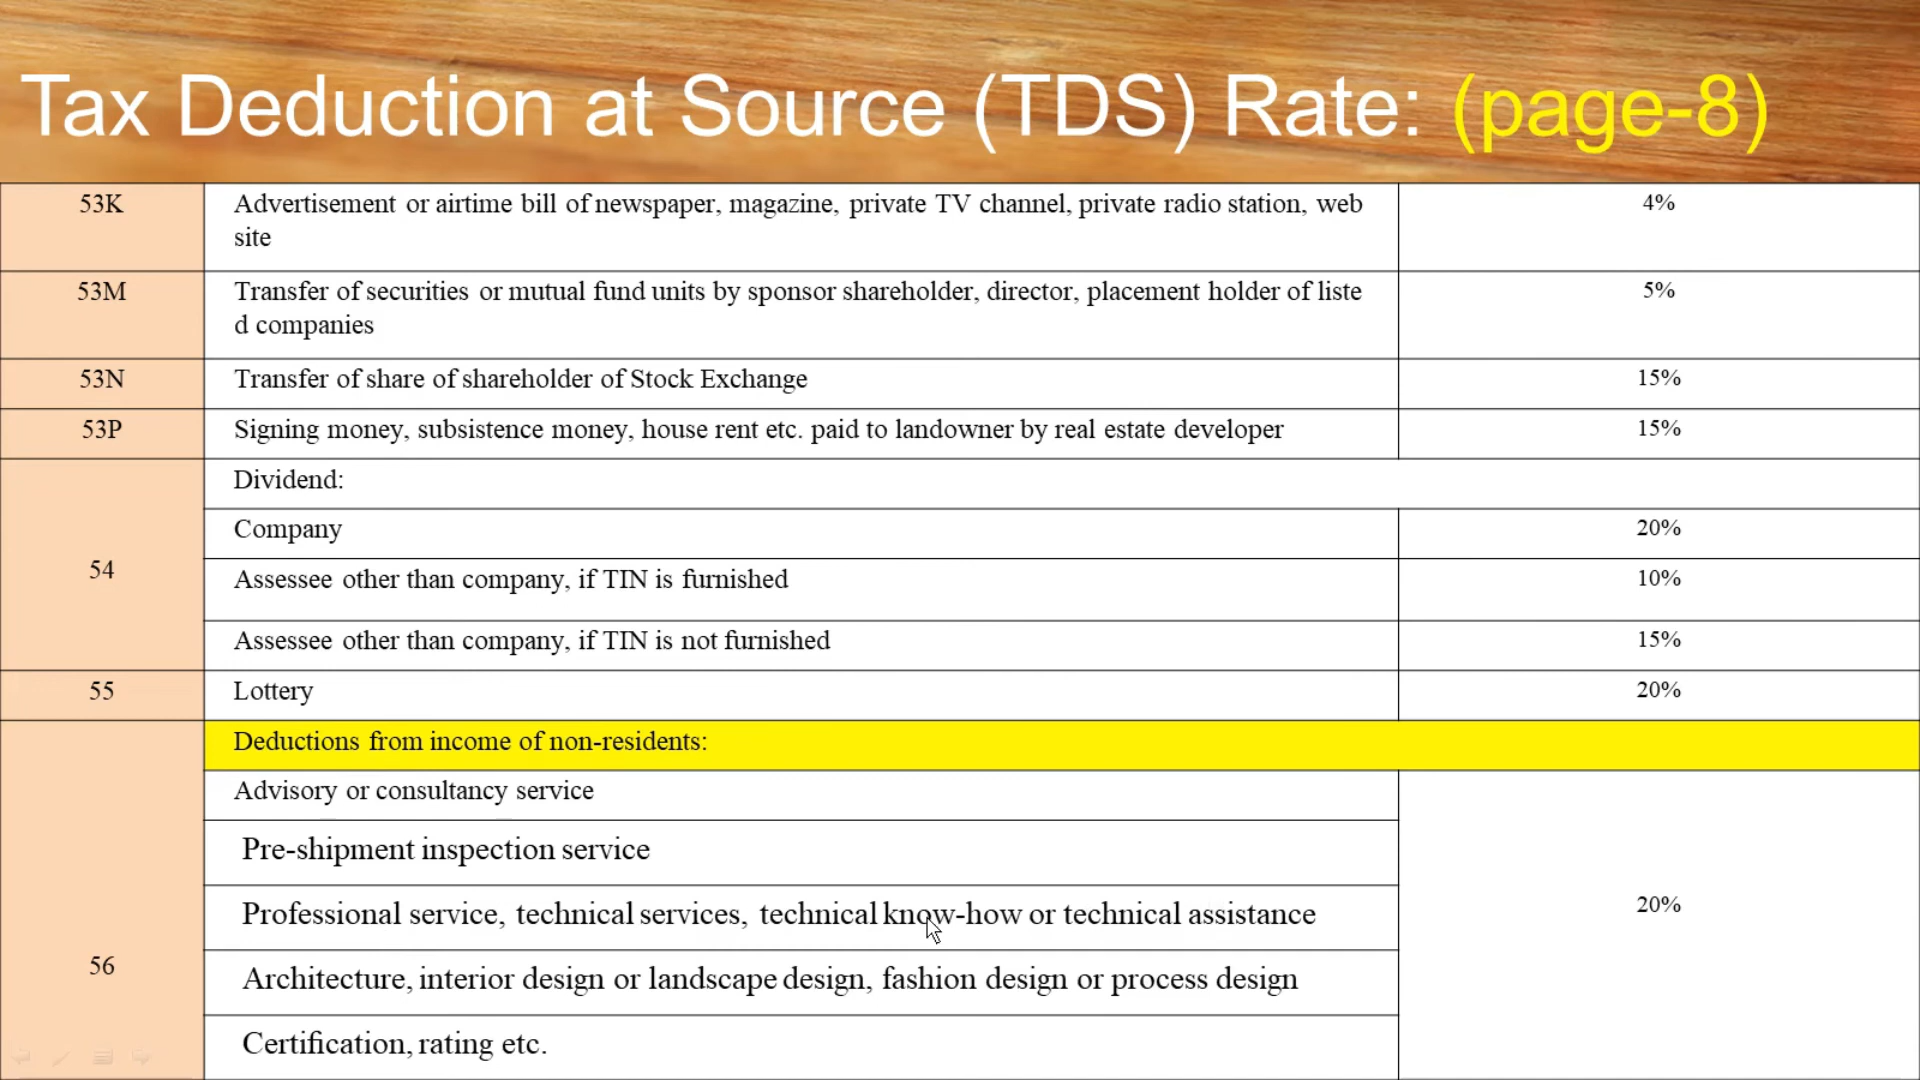 Tax Deduction at Source (TDS) Rate: (page-8)
53K
Advertisement or airtime bill of newspaper, magazine, private TV channel, private radio station, web
site
4%
53M
Transfer of securities or mutual fund units by sponsor shareholder, director, placement holder of liste
d companies
5%
53N
Transfer of share of shareholder of Stock Exchange
15%
53P
Signing money, subsistence money, house rent etc. paid to landowner by real estate developer
15%
54
Dividend:
Company
20%
Assessee other than company, if TIN is furnished
10%
Assessee other than company, if TIN is not furnished
15%
55
Lottery
20%
56
Deductions from income of non-residents:
Advisory or consultancy service
Pre-shipment inspection service
Professional service, technical services, technical know-how or technical assistance
20%
Architecture, interior design or landscape design, fashion design or process design
Certification, rating etc.